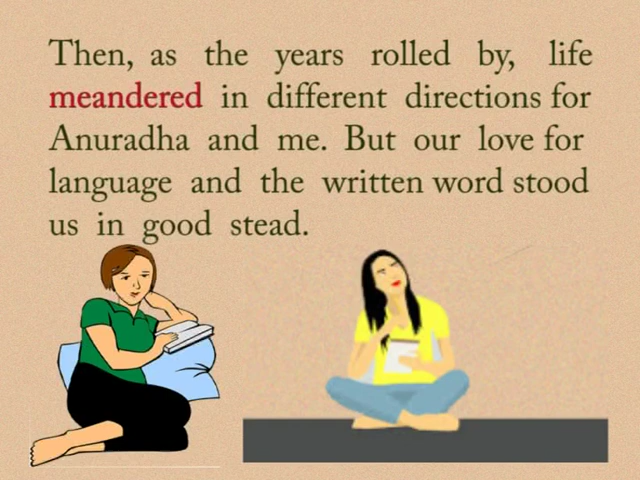 Then, as the years rolled by, life
meandered in different directions for
Anuradha and me. But our love for
language and the written word stood
us in good stead.